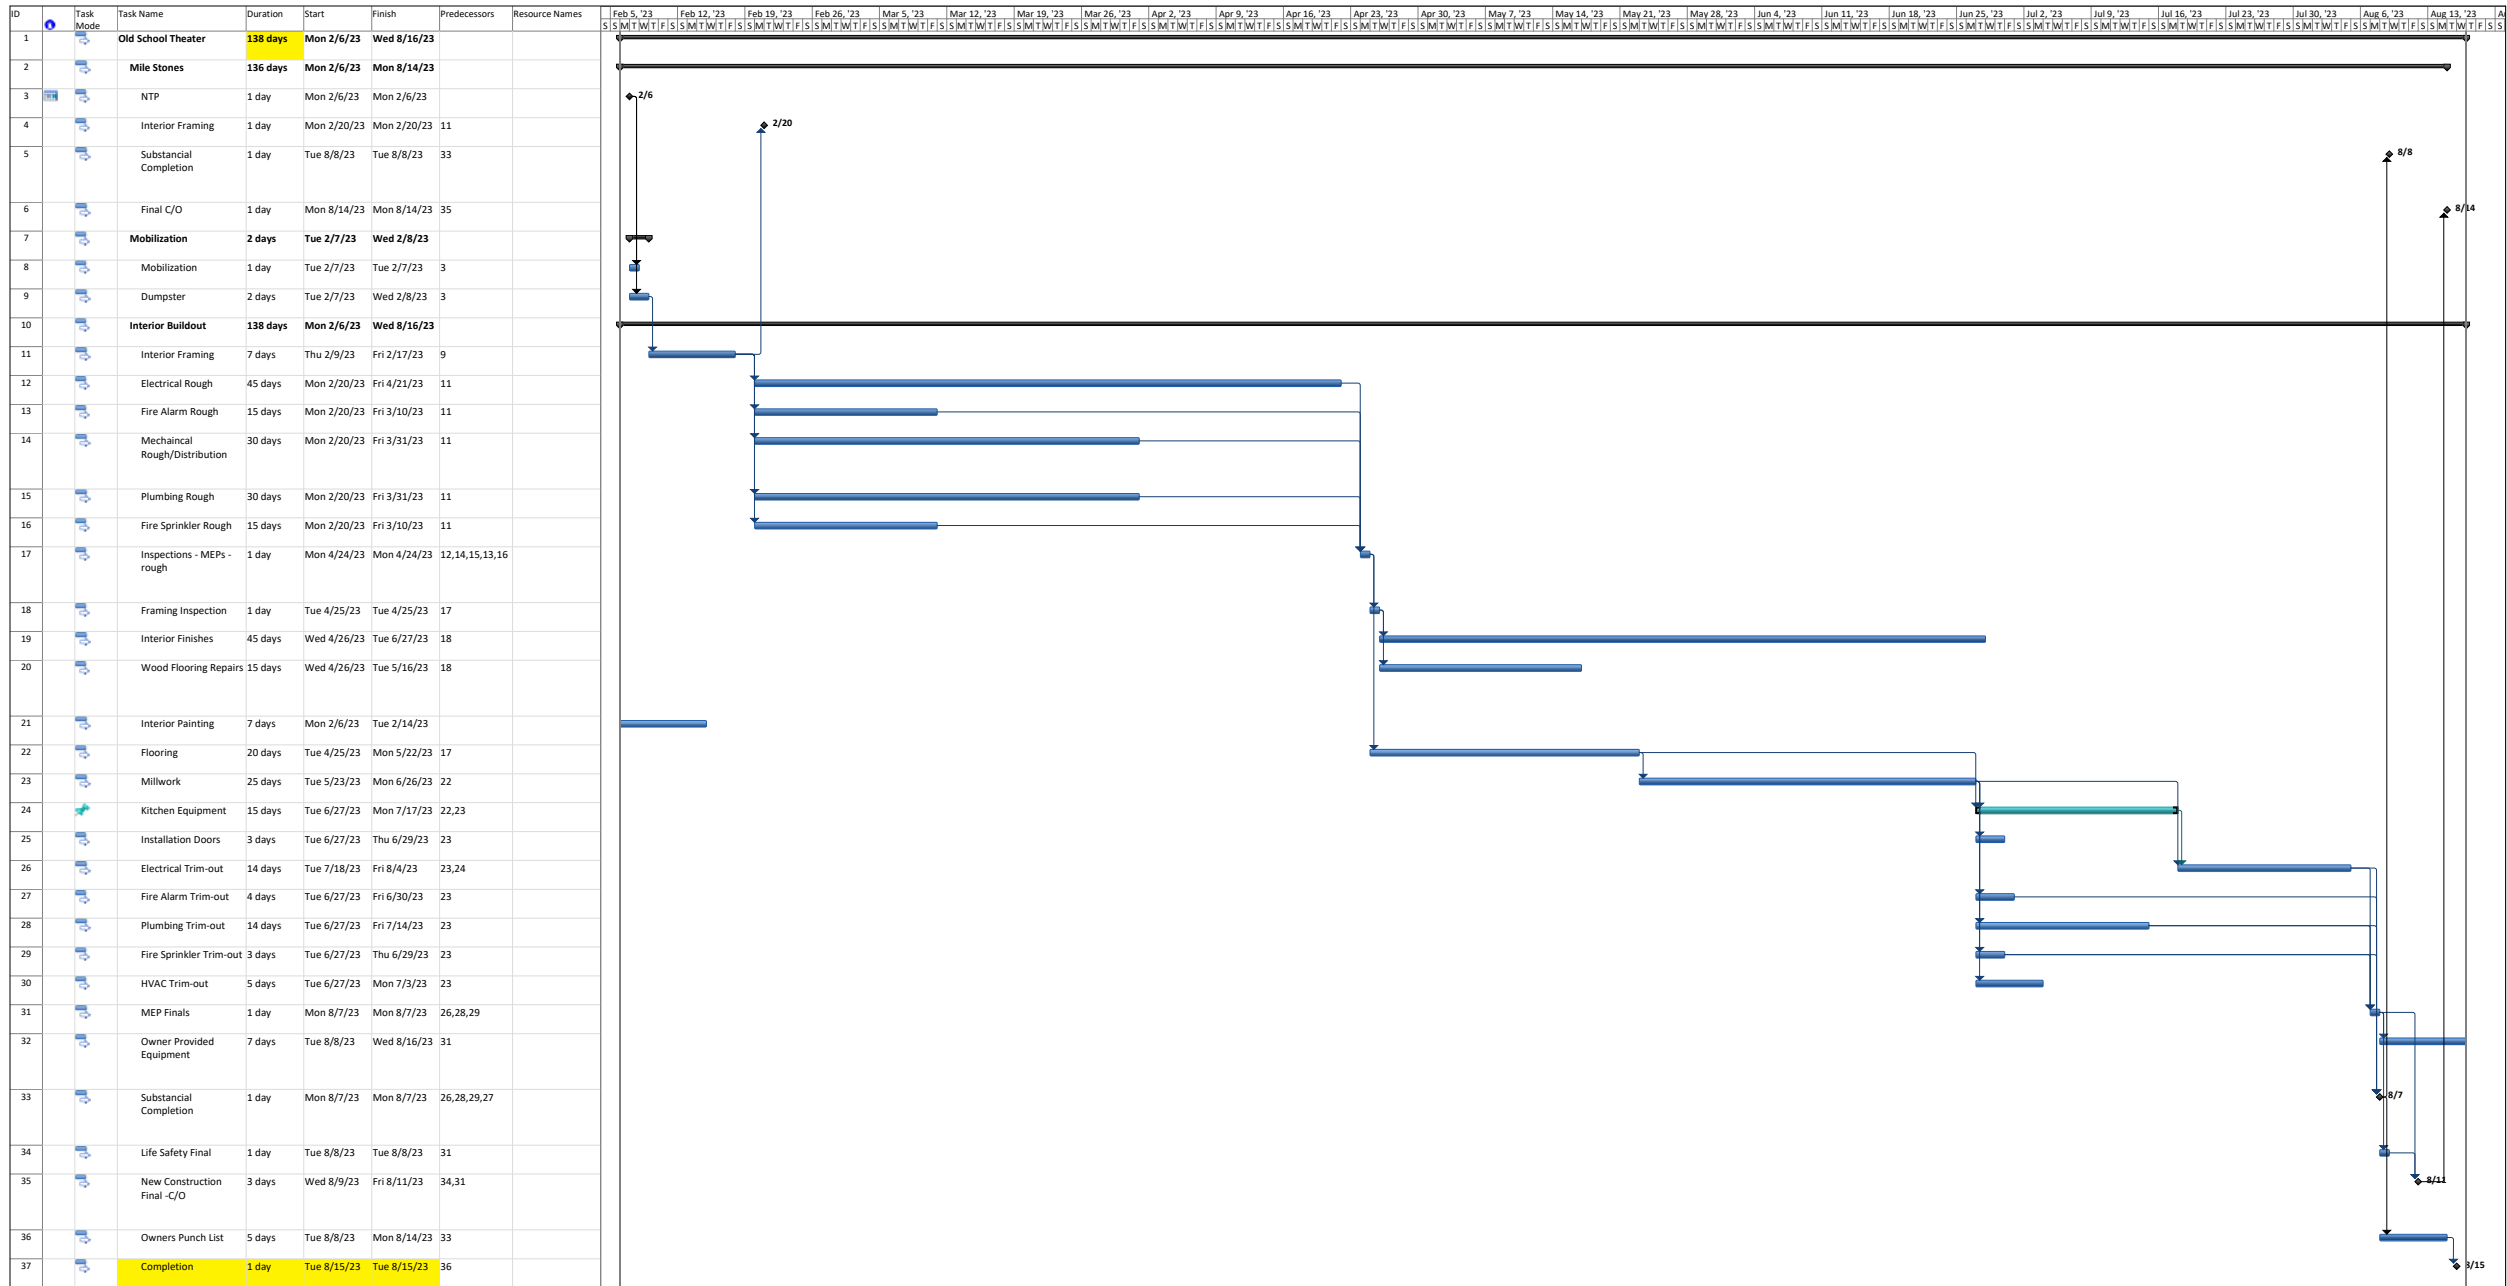 ID Task Mode Task Name Duration Start Finish Predecessors Resource Names Feb 5, '23 Feb 12, '23 Feb 19, '23 Feb 26, '23 Mar 5, '23 Mar 12, '23 Mar 19, '23 Mar 26, '23 Apr 2, '23 Apr 9, '23 Apr 16, '23 Apr 23, '23 Apr 30, '23 May 7, '23 May 14, '23 May 21, '23 May 28, '23 Jun 4, '23 Jun 11, '23 Jun 18, '23 Jun 25, '23 Jul 2, '23 Jul 9, '23 Jul 16, '23 Jul 23, '23 Jul 30, '23 Aug 6, '23 Aug 13, '23
S S M T W T F S S M T W T F S S M T W T F S S M T W T F S S M T W T F S S M T W T F S S M T W T F S S M T W T F S S M T W T F S S M T W T F S S M T W T F S S M T W T F S S M T W T F S S M T W T F S S M T W T F S S M T W T F S S M T W T F S S M T W T F S S M T W T F S S M T W T F S S M T W T F S S M T W T F S S M T W T F S S M T W T F S S M T W T F S S M T W T F S S M T W T F S S M T W T F S S
1 Old School Theater 138 days Mon 2/6/23 Wed 8/16/23
2 Mile Stones 136 days Mon 2/6/23 Mon 8/14/23
3 NTP 1 day Mon 2/6/23 Mon 2/6/23 2/6
4 Interior Framing 1 day Mon 2/20/23 Mon 2/20/23 11 2/20
5 Substancial Completion 1 day Tue 8/8/23 Tue 8/8/23 33 8/8
6 Final C/O 1 day Mon 8/14/23 Mon 8/14/23 35 8/14
7 Mobilization 2 days Tue 2/7/23 Wed 2/8/23
8 Mobilization 1 day Tue 2/7/23 Tue 2/7/23 3
9 Dumpster 2 days Tue 2/7/23 Wed 2/8/23 3
10 Interior Buildout 138 days Mon 2/6/23 Wed 8/16/23
11 Interior Framing 7 days Thu 2/9/23 Fri 2/17/23 9
12 Electrical Rough 45 days Mon 2/20/23 Fri 4/21/23 11
13 Fire Alarm Rough 15 days Mon 2/20/23 Fri 3/10/23 11
14 Mechaincal Rough/Distribution 30 days Mon 2/20/23 Fri 3/31/23 11
15 Plumbing Rough 30 days Mon 2/20/23 Fri 3/31/23 11
16 Fire Sprinkler Rough 15 days Mon 2/20/23 Fri 3/10/23 11
17 Inspections - MEPs - rough 1 day Mon 4/24/23 Mon 4/24/23 12,14,15,13,16
18 Framing Inspection 1 day Tue 4/25/23 Tue 4/25/23 17
19 Interior Finishes 45 days Wed 4/26/23 Tue 6/27/23 18
20 Wood Flooring Repairs 15 days Wed 4/26/23 Tue 5/16/23 18
21 Interior Painting 7 days Mon 2/6/23 Tue 2/14/23
22 Flooring 20 days Tue 4/25/23 Mon 5/22/23 17
23 Millwork 25 days Tue 5/23/23 Mon 6/26/23 22
24 Kitchen Equipment 15 days Tue 6/27/23 Mon 7/17/23 22,23
25 Installation Doors 3 days Tue 6/27/23 Thu 6/29/23 23
26 Electrical Trim-out 14 days Tue 7/18/23 Fri 8/4/23 23,24
27 Fire Alarm Trim-out 4 days Tue 6/27/23 Fri 6/30/23 23
28 Plumbing Trim-out 14 days Tue 6/27/23 Fri 7/14/23 23
29 Fire Sprinkler Trim-out 3 days Tue 6/27/23 Thu 6/29/23 23
30 HVAC Trim-out 5 days Tue 6/27/23 Mon 7/3/23 23
31 MEP Finals 1 day Mon 8/7/23 Mon 8/7/23 26,28,29
32 Owner Provided Equipment 7 days Tue 8/8/23 Wed 8/16/23 31
33 Substancial Completion 1 day Mon 8/7/23 Mon 8/7/23 26,28,29,27 8/7
34 Life Safety Final 1 day Tue 8/8/23 Tue 8/8/23 31
35 New Construction Final -C/O 3 days Wed 8/9/23 Fri 8/11/23 34,31 8/11
36 Owners Punch List 5 days Tue 8/8/23 Mon 8/14/23 33
37 Completion 1 day Tue 8/15/23 Tue 8/15/23 36 8/15